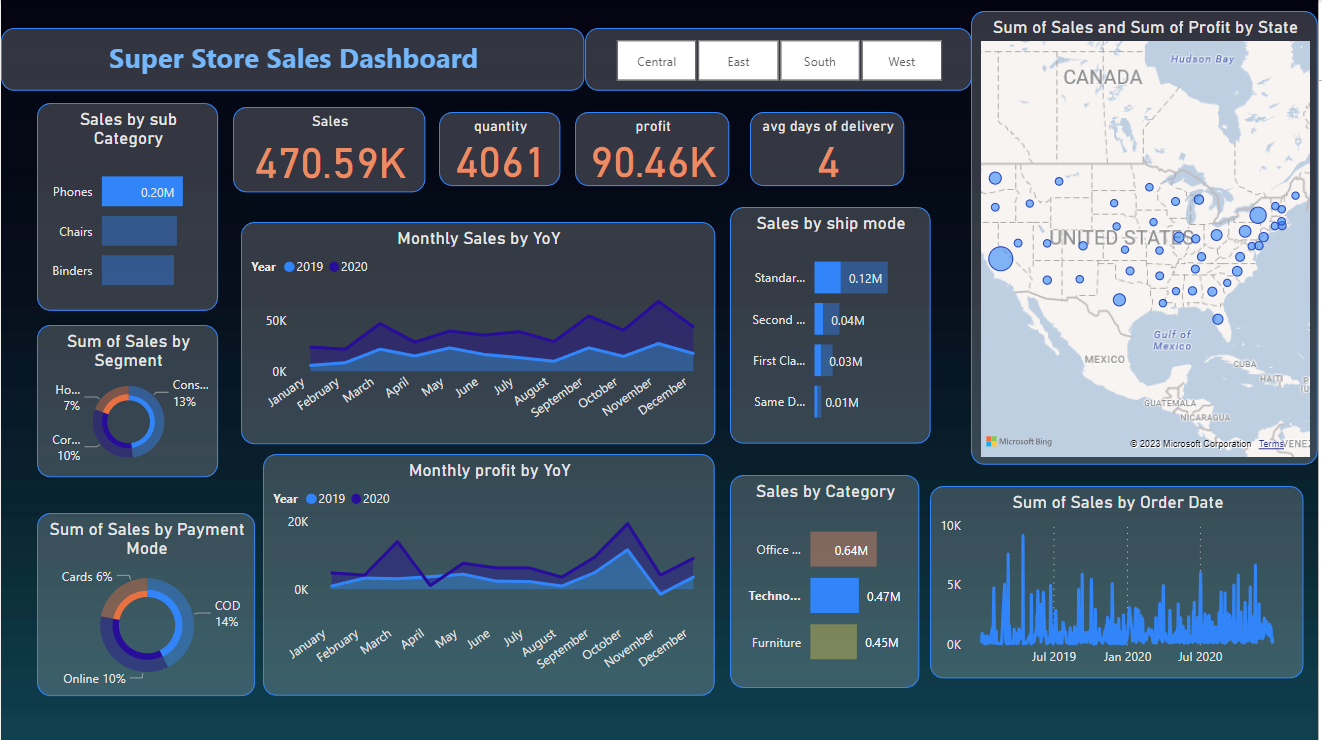 Super Store Sales Dashboard
Central
East
South
West
Sum of Sales and Sum of Profit by State
Hudson Bay
CANADA
UNITED STATES
Gulf of
Mexico
MEXICO
CUBA
HAITI
GUATEMALA
NICARAGUA
Microsoft Bing
© 2023 Microsoft Corporation
Terms
Sales by sub
Category
Phones
0.20M
Chairs
Binders
Sales
470.59K
quantity
4061
profit
90.46K
avg days of delivery
4
Monthly Sales by YoY
Year 2019 2020
50K
0K
January
February
March
April
May
June
July
August
September
October
November
December
Sales by ship mode
Standar... 0.12M
Second ... 0.04M
First Cla... 0.03M
Same D... 0.01M
Sum of Sales by
Segment
Ho...
7%
Cons...
13%
Cor...
10%
Monthly profit by YoY
Year 2019 2020
20K
0K
January
February
March
April
May
June
July
August
September
October
November
December
Sum of Sales by Payment
Mode
Cards 6%
COD
14%
Online 10%
Sales by Category
Office ... 0.64M
Techno... 0.47M
Furniture 0.45M
Sum of Sales by Order Date
10K
5K
0K
Jul 2019
Jan 2020
Jul 2020